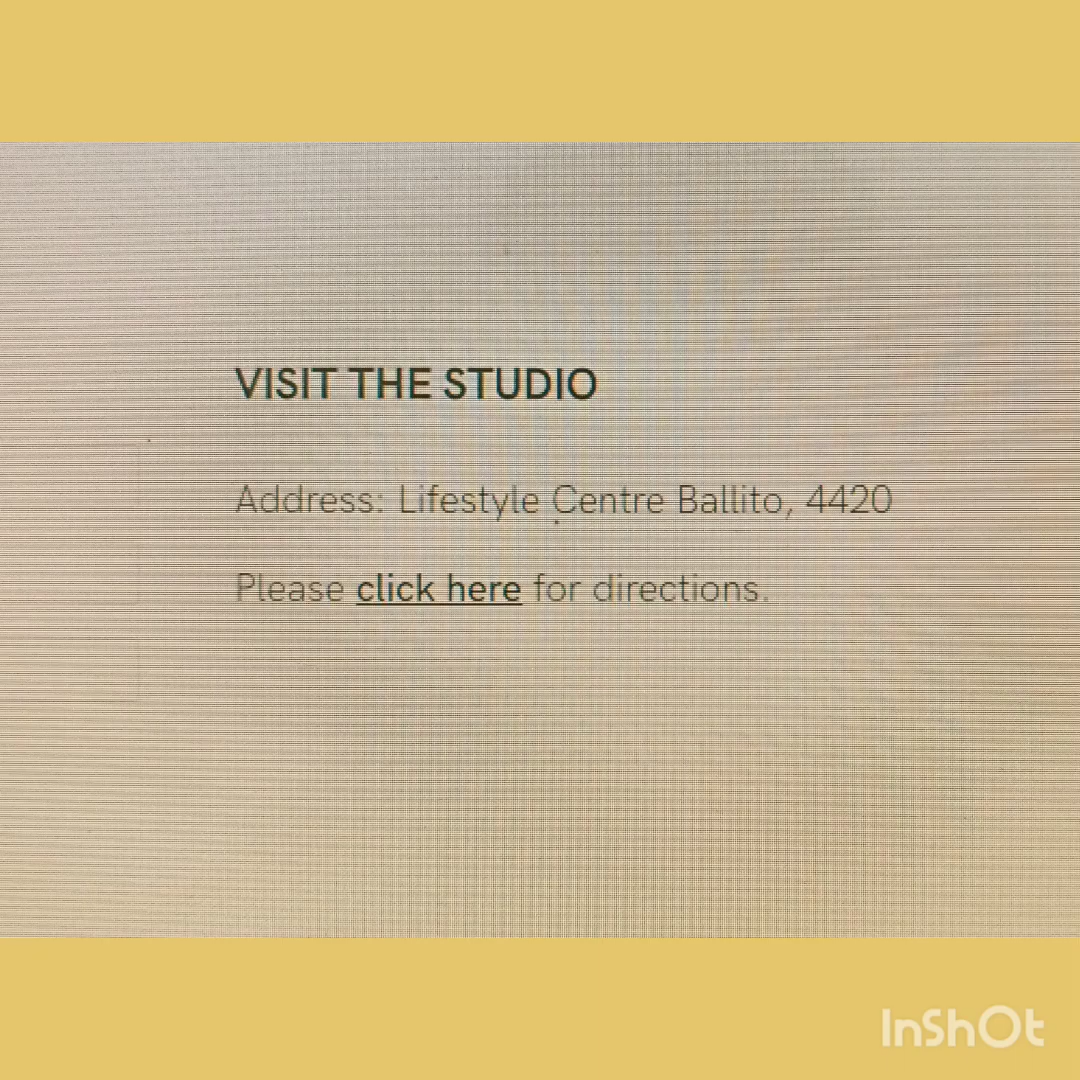 VISIT THE STUDIO
Address: Lifestyle Centre Ballito, 4420
Please click here for directions.
InShOt